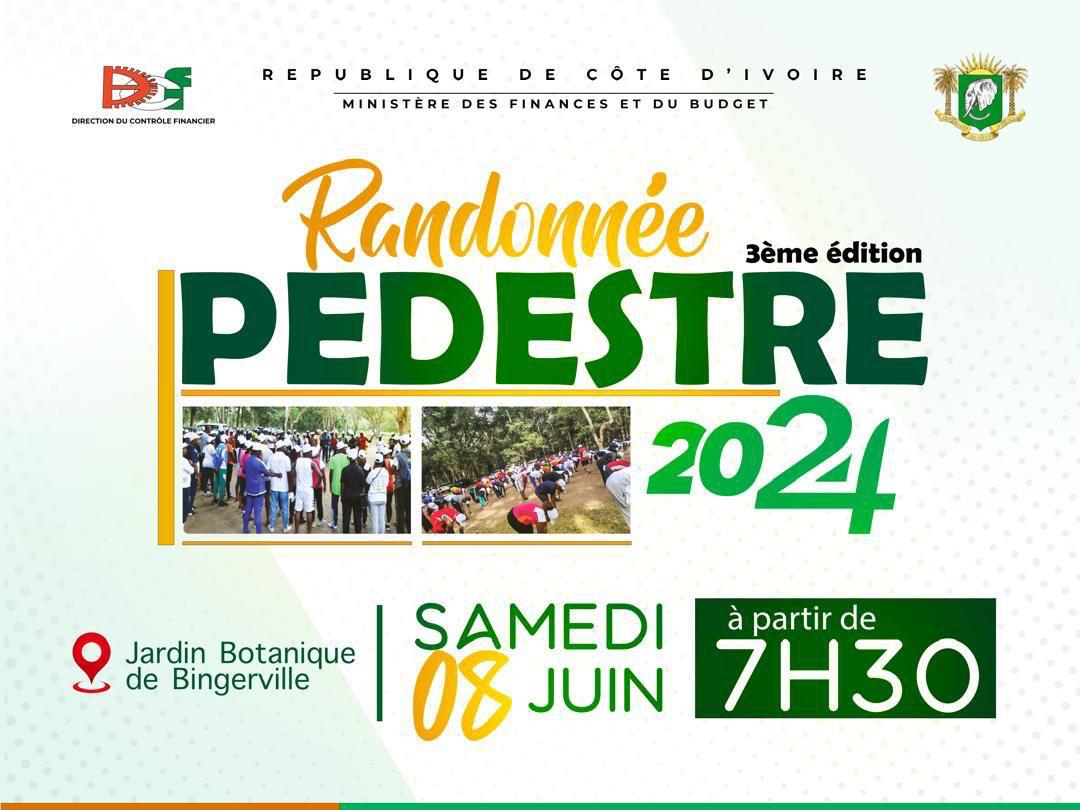 REPUBLIQUE DE CÔTE D'IVOIRE
MINISTÈRE DES FINANCES ET DU BUDGET
DCF
DIRECTION DU CONTRÔLE FINANCIER
Randonnée
3ème édition
PEDESTRE
2024
Jardin Botanique
de Bingerville
SAMEDI
08 JUIN
à partir de
7H30